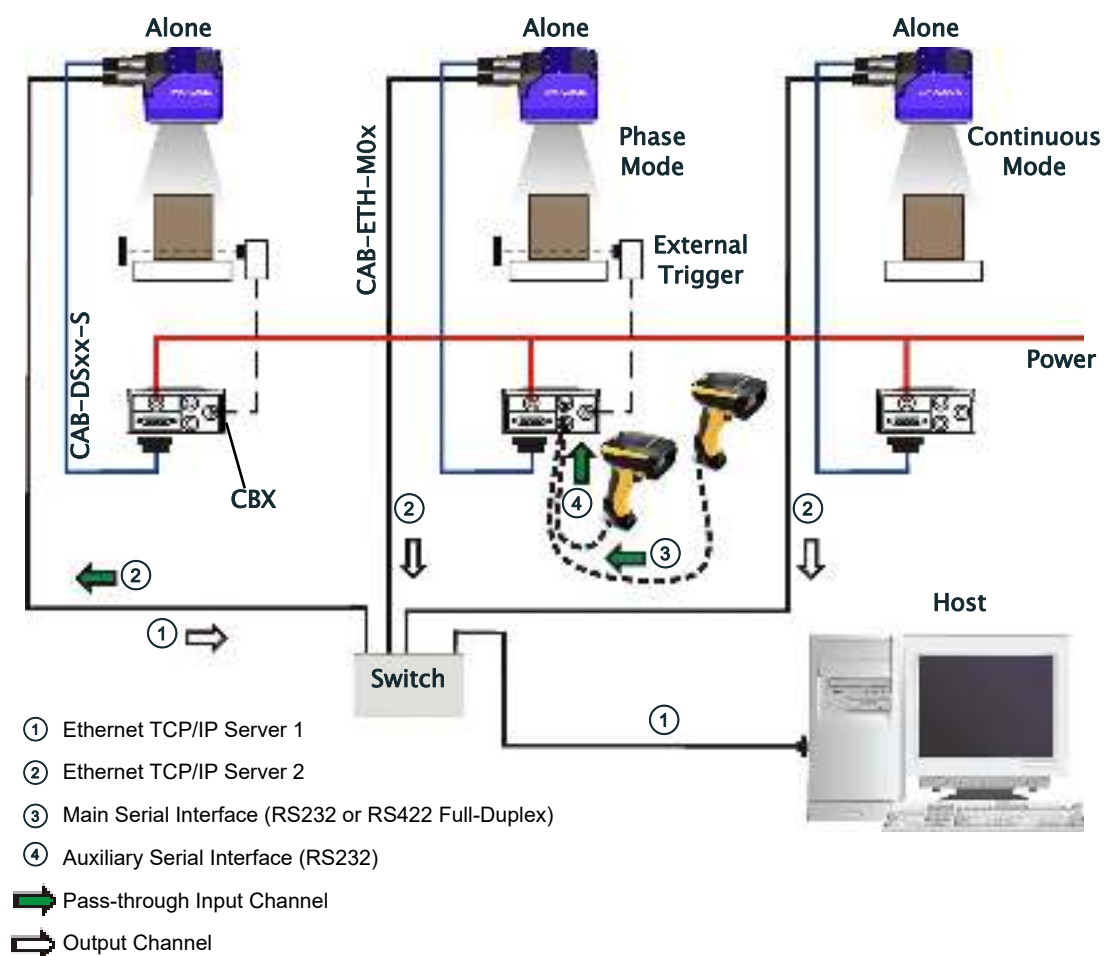 Alone
Alone
Alone
Phase
Mode
Continuous
Mode
CAB-ETH-M0x
External
Trigger
CAB-DSxx-S
Power
CBX
4
2
2
3
2
1
Host
Switch
1
1 Ethernet TCP/IP Server 1
2 Ethernet TCP/IP Server 2
3 Main Serial Interface (RS232 or RS422 Full-Duplex)
4 Auxiliary Serial Interface (RS232)
Pass-through Input Channel
Output Channel